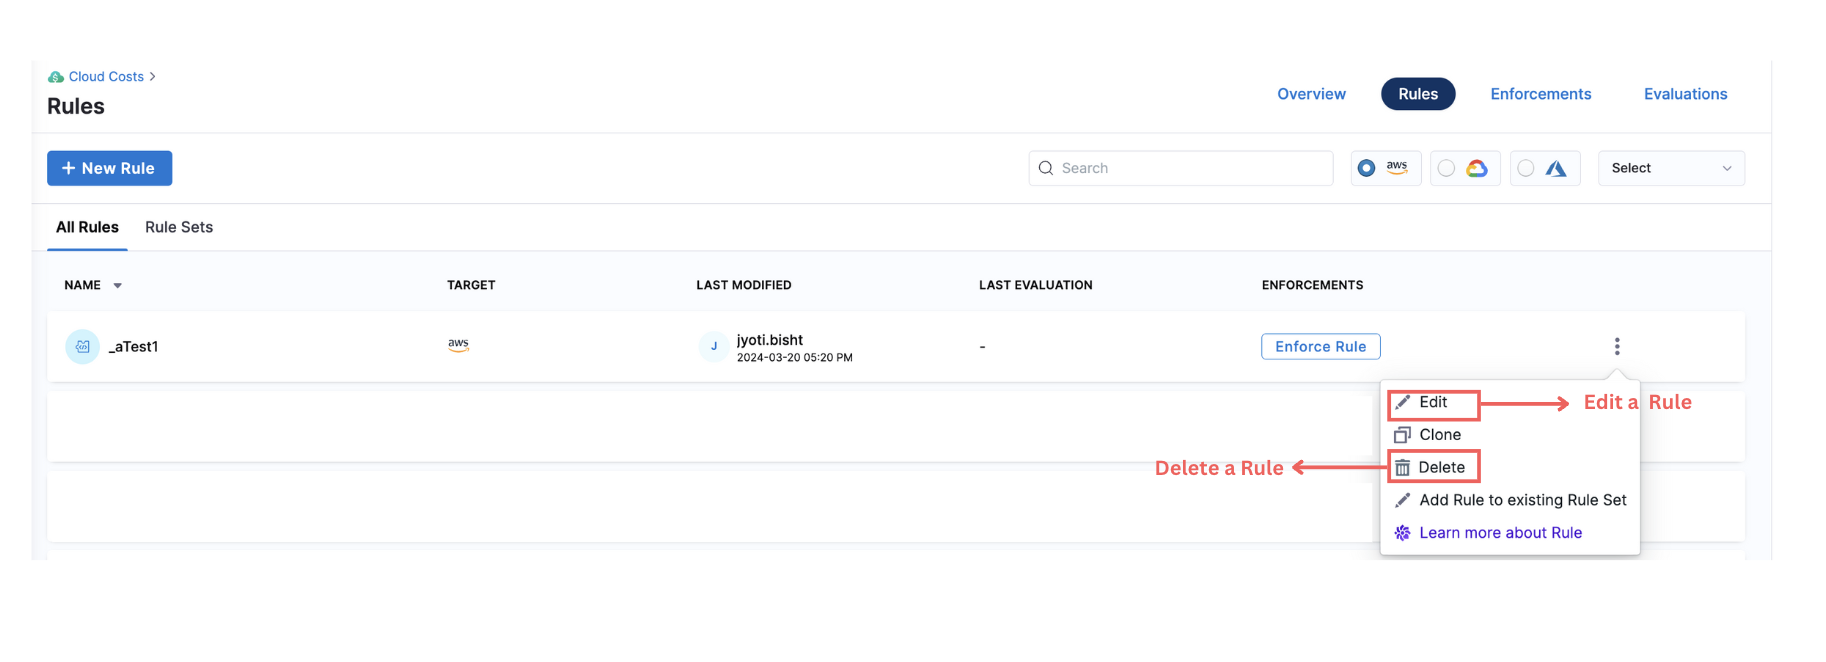 Cloud Costs >
Rules
Overview Rules Enforcements Evaluations
+ New Rule
Search
aws
Select
All Rules Rule Sets
NAME TARGET LAST MODIFIED LAST EVALUATION ENFORCEMENTS
_aTest1 aws J jyoti.bisht - Enforce Rule
2024-03-20 05:20 PM
Edit Edit a Rule
Clone
Delete a Rule Delete
Add Rule to existing Rule Set
Learn more about Rule